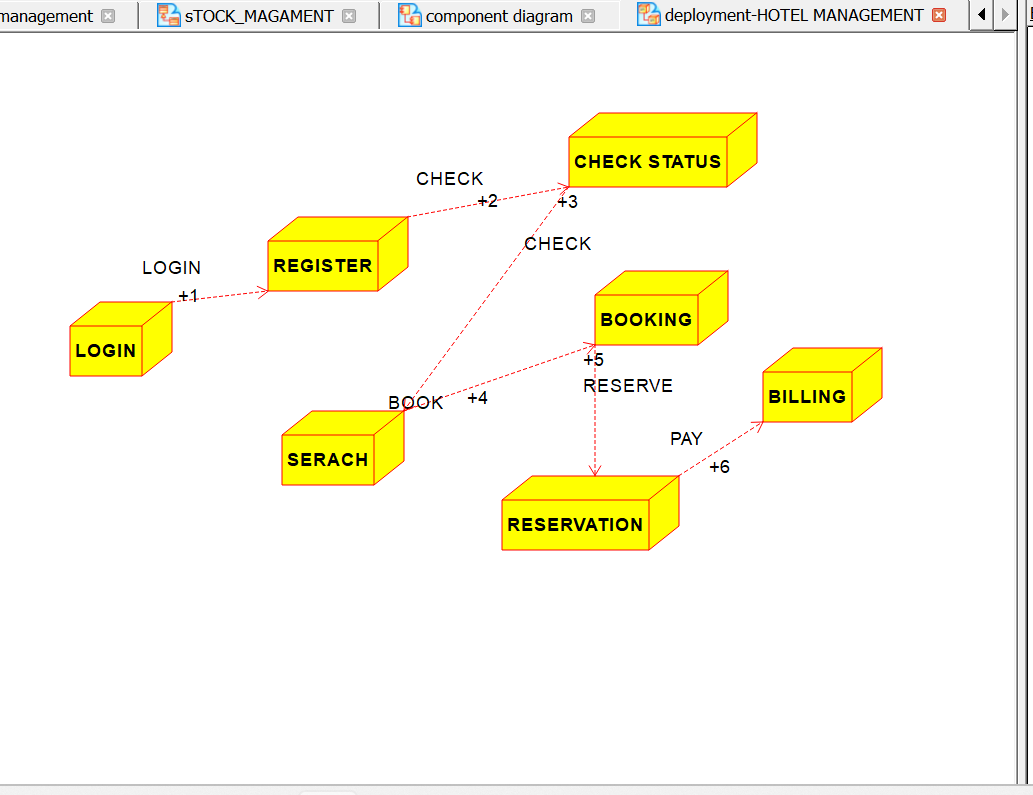 management
sTOCK_MAGAMENT
component diagram
deployment-HOTEL MANAGEMENT
CHECK STATUS
CHECK
+2
+3
CHECK
REGISTER
LOGIN
+1
LOGIN
BOOKING
+5
RESERVE
BILLING
BOOK
+4
PAY
+6
SERACH
RESERVATION